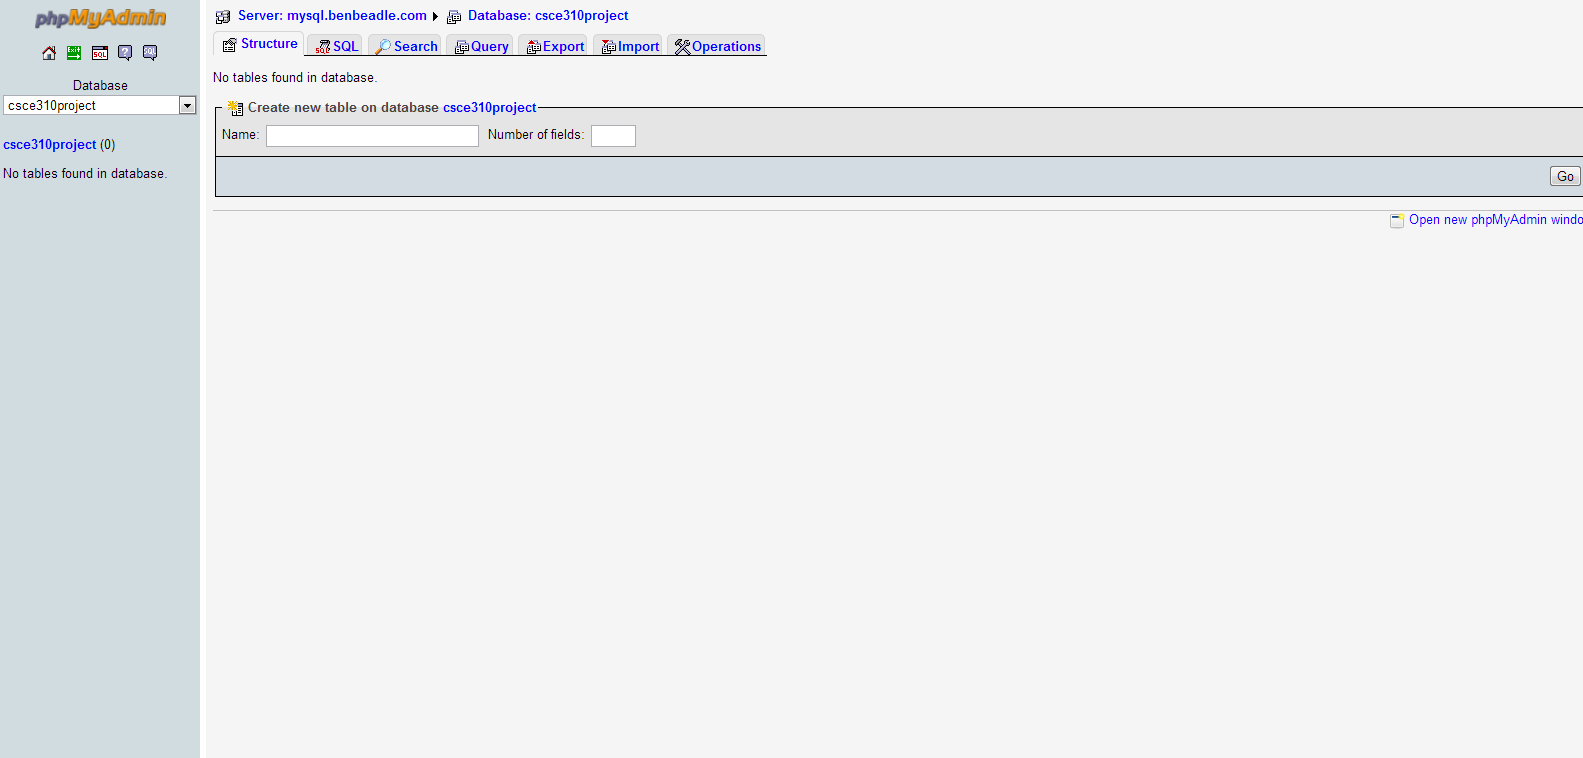 phpMyAdmin
Database
csce310project
csce310project (0)
No tables found in database.
Server: mysql.benbeadle.com Database: csce310project
Structure SQL Search Query Export Import Operations
No tables found in database.
Create new table on database csce310project
Name: Number of fields:
Go
Open new phpMyAdmin windo